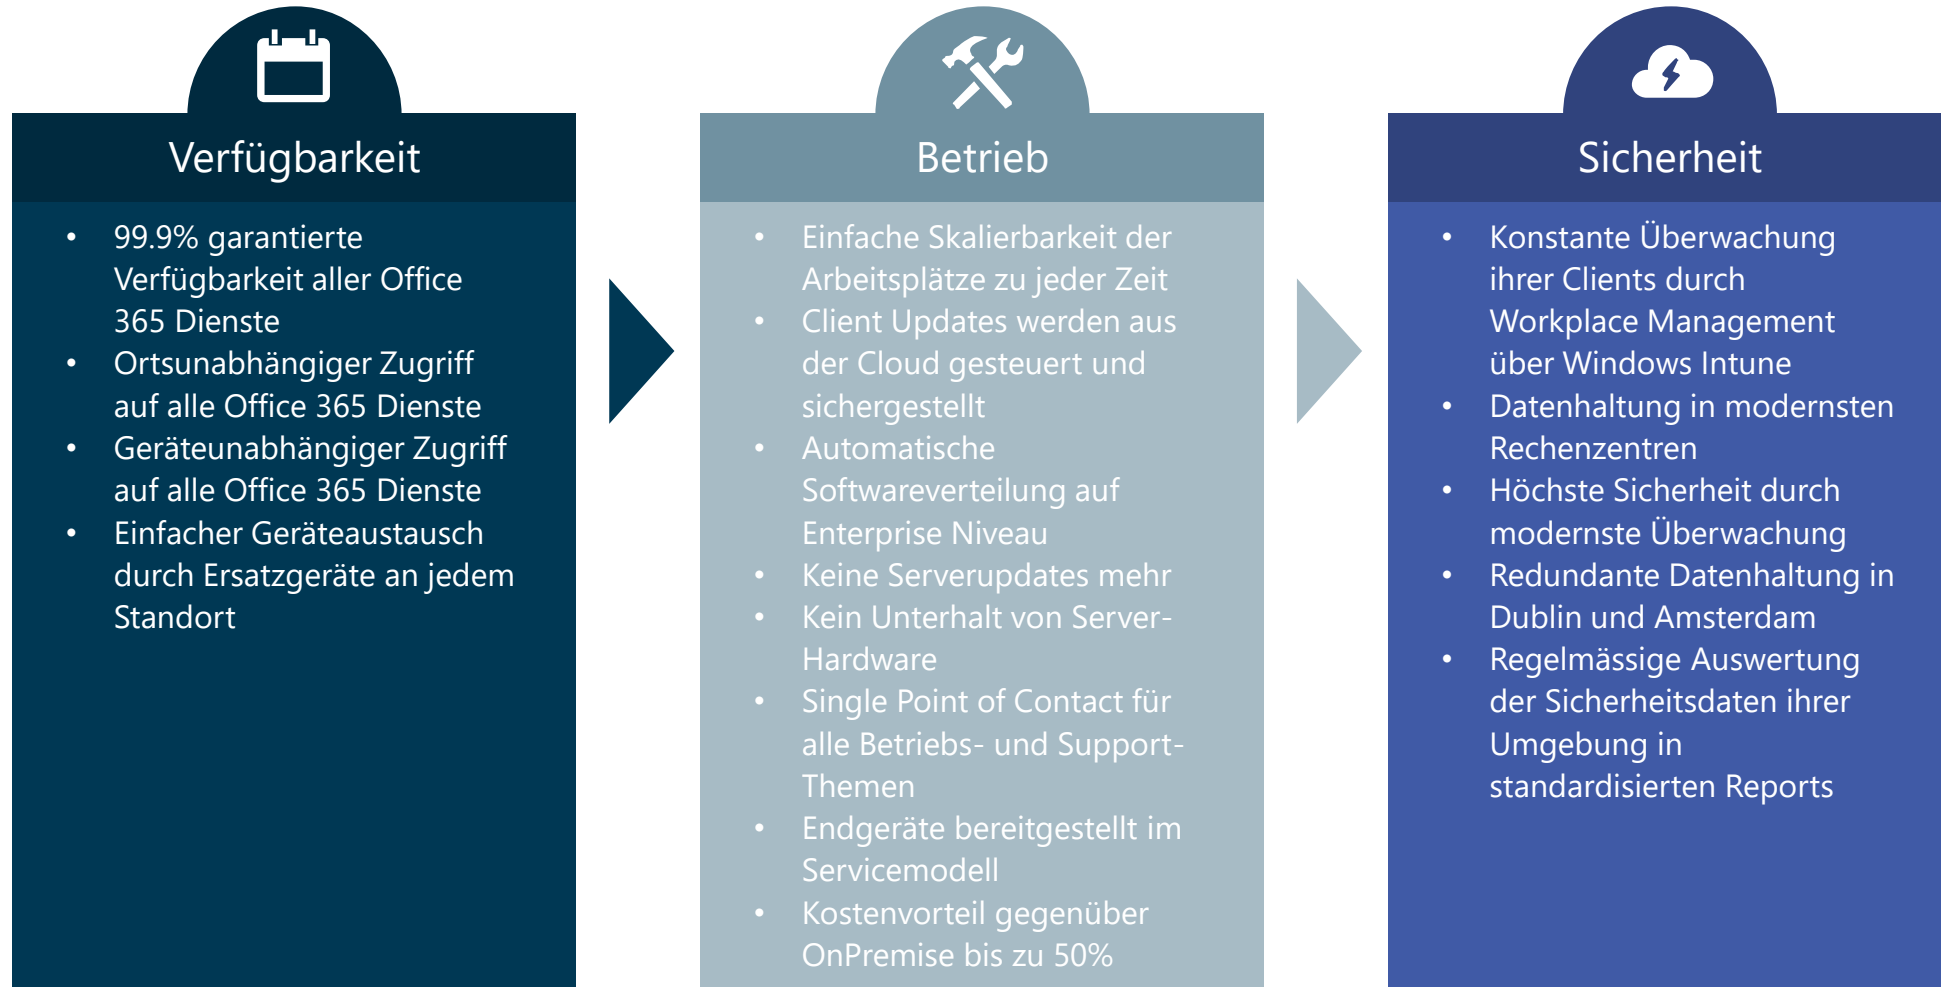 Verfügbarkeit
• 99.9% garantierte
Verfügbarkeit aller Office
365 Dienste
• Ortsunabhängiger Zugriff
auf alle Office 365 Dienste
• Geräteunabhängiger Zugriff
auf alle Office 365 Dienste
• Einfacher Geräteaustausch
durch Ersatzgeräte an jedem
Standort
Betrieb
• Einfache Skalierbarkeit der
Arbeitsplätze zu jeder Zeit
• Client Updates werden aus
der Cloud gesteuert und
sichergestellt
• Automatische
Softwareverteilung auf
Enterprise Niveau
• Keine Serverupdates mehr
• Kein Unterhalt von Server-
Hardware
• Single Point of Contact für
alle Betriebs- und Support-
Themen
• Endgeräte bereitgestellt im
Servicemodell
• Kostenvorteil gegenüber
OnPremise bis zu 50%
Sicherheit
• Konstante Überwachung
ihrer Clients durch
Workplace Management
über Windows Intune
• Datenhaltung in modernsten
Rechenzentren
• Höchste Sicherheit durch
modernste Überwachung
• Redundante Datenhaltung in
Dublin und Amsterdam
• Regelmässige Auswertung
der Sicherheitsdaten ihrer
Umgebung in
standardisierten Reports